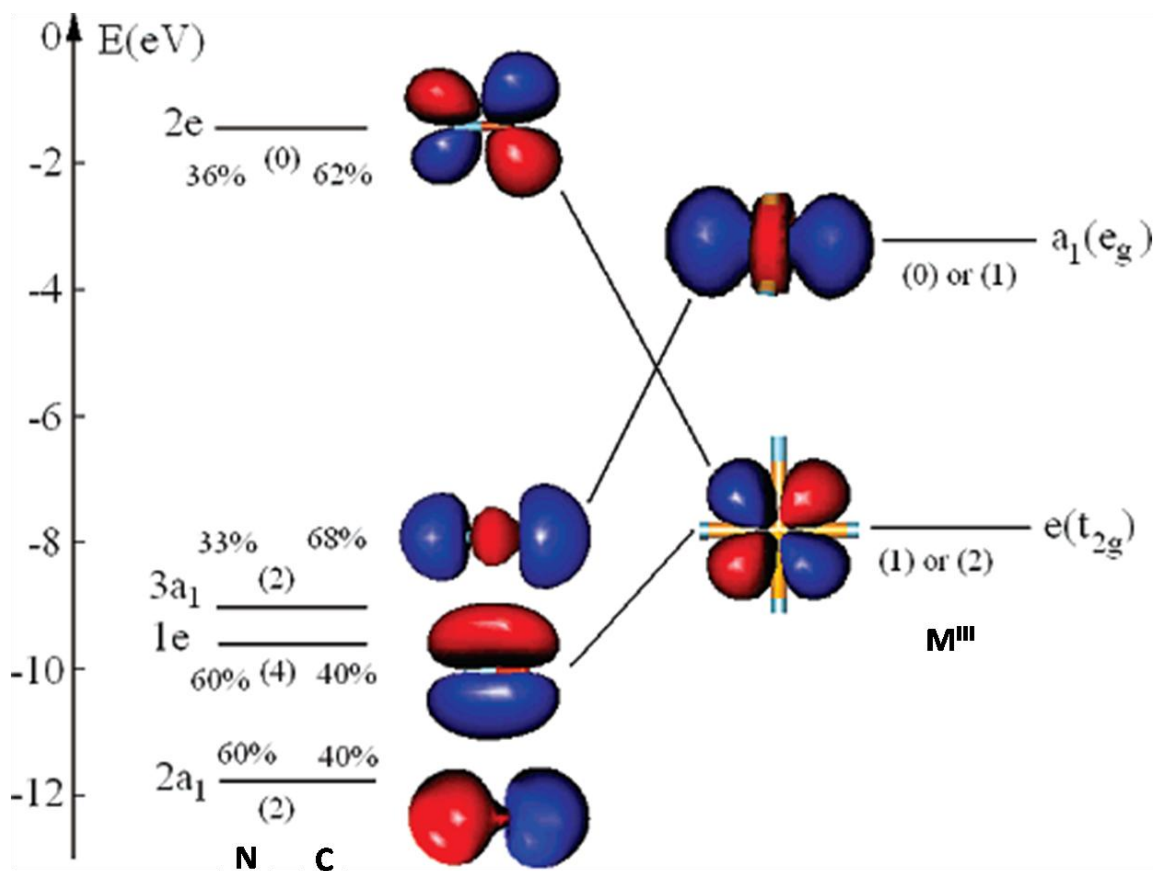 0 E(eV)
2e
(0)
36% 62%
-2
a₁(e_g)
(0) or (1)
-4
-6
e(t₂g)
(1) or (2)
Mᴵᴵᴵ
-8
33% 68%
(2)
3a₁
1e
60% (4) 40%
-10
60% 40%
2a₁
(2)
-12
N C